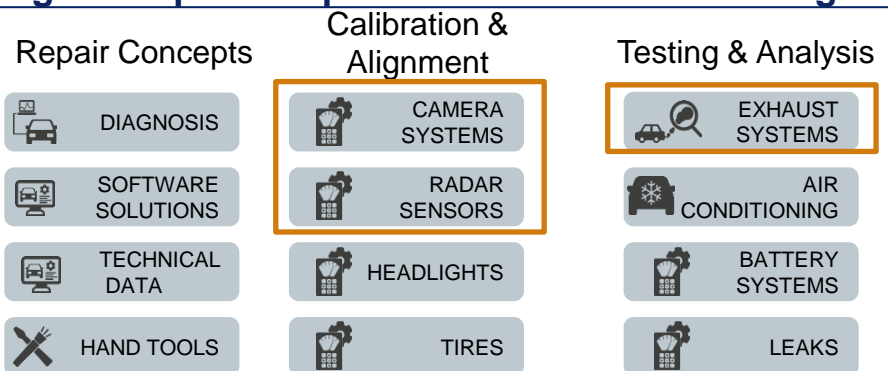 Repair Concepts
DIAGNOSIS
SOFTWARE
SOLUTIONS
TECHNICAL
DATA
HAND TOOLS
Calibration &
Alignment
CAMERA
SYSTEMS
RADAR
SENSORS
HEADLIGHTS
TIRES
Testing & Analysis
EXHAUST
SYSTEMS
AIR
CONDITIONING
BATTERY
SYSTEMS
LEAKS